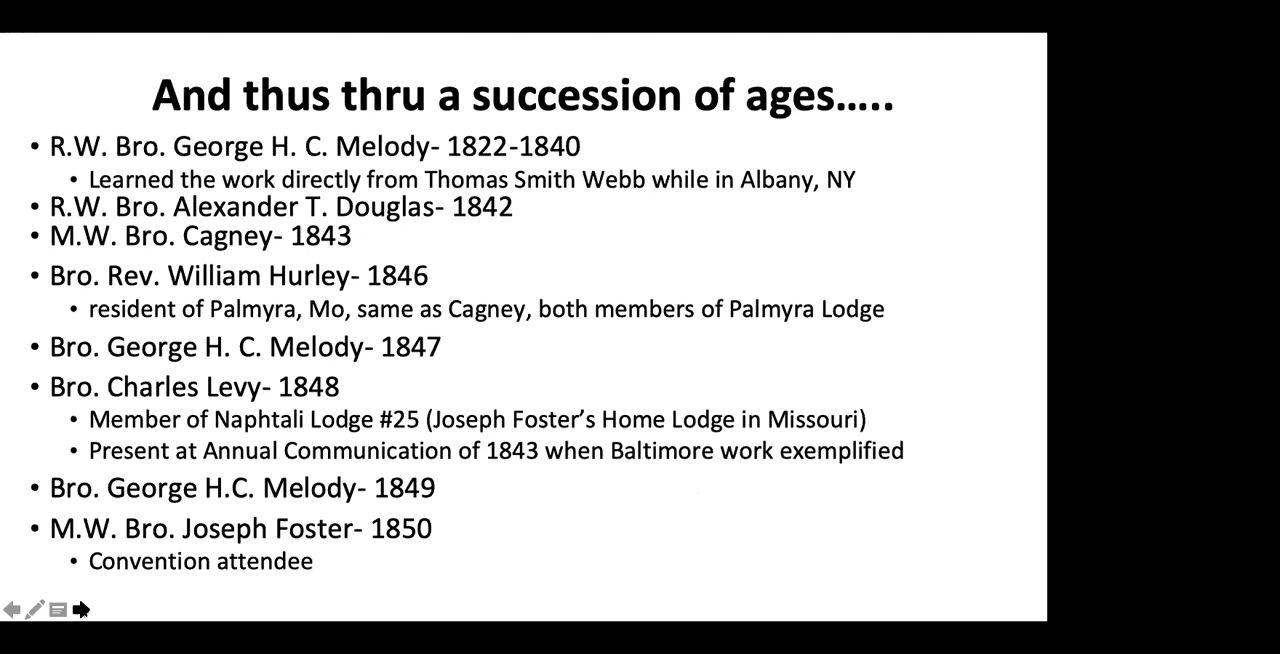 And thus thru a succession of ages…..
• R.W. Bro. George H. C. Melody- 1822-1840
• Learned the work directly from Thomas Smith Webb while in Albany, NY
• R.W. Bro. Alexander T. Douglas- 1842
• M.W. Bro. Cagney- 1843
• Bro. Rev. William Hurley- 1846
• resident of Palmyra, Mo, same as Cagney, both members of Palmyra Lodge
• Bro. George H. C. Melody- 1847
• Bro. Charles Levy- 1848
• Member of Naphtali Lodge #25 (Joseph Foster’s Home Lodge in Missouri)
• Present at Annual Communication of 1843 when Baltimore work exemplified
• Bro. George H.C. Melody- 1849
• M.W. Bro. Joseph Foster- 1850
• Convention attendee